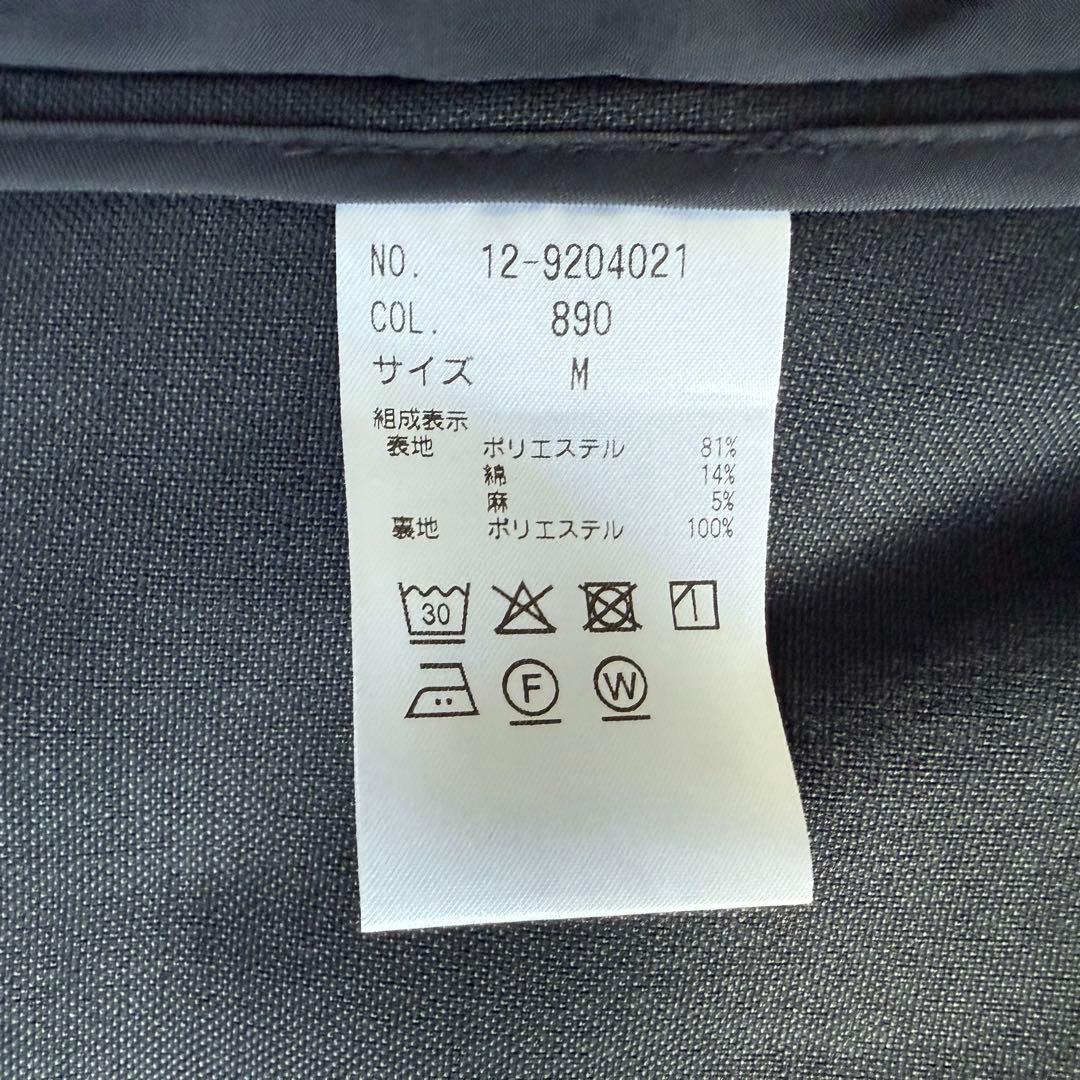 NO. 12-9204021
COL. 890
サイズ M
組成表示
表地 ポリエステル 81%
綿 14%
麻 5%
裏地 ポリエステル 100%
30
F W